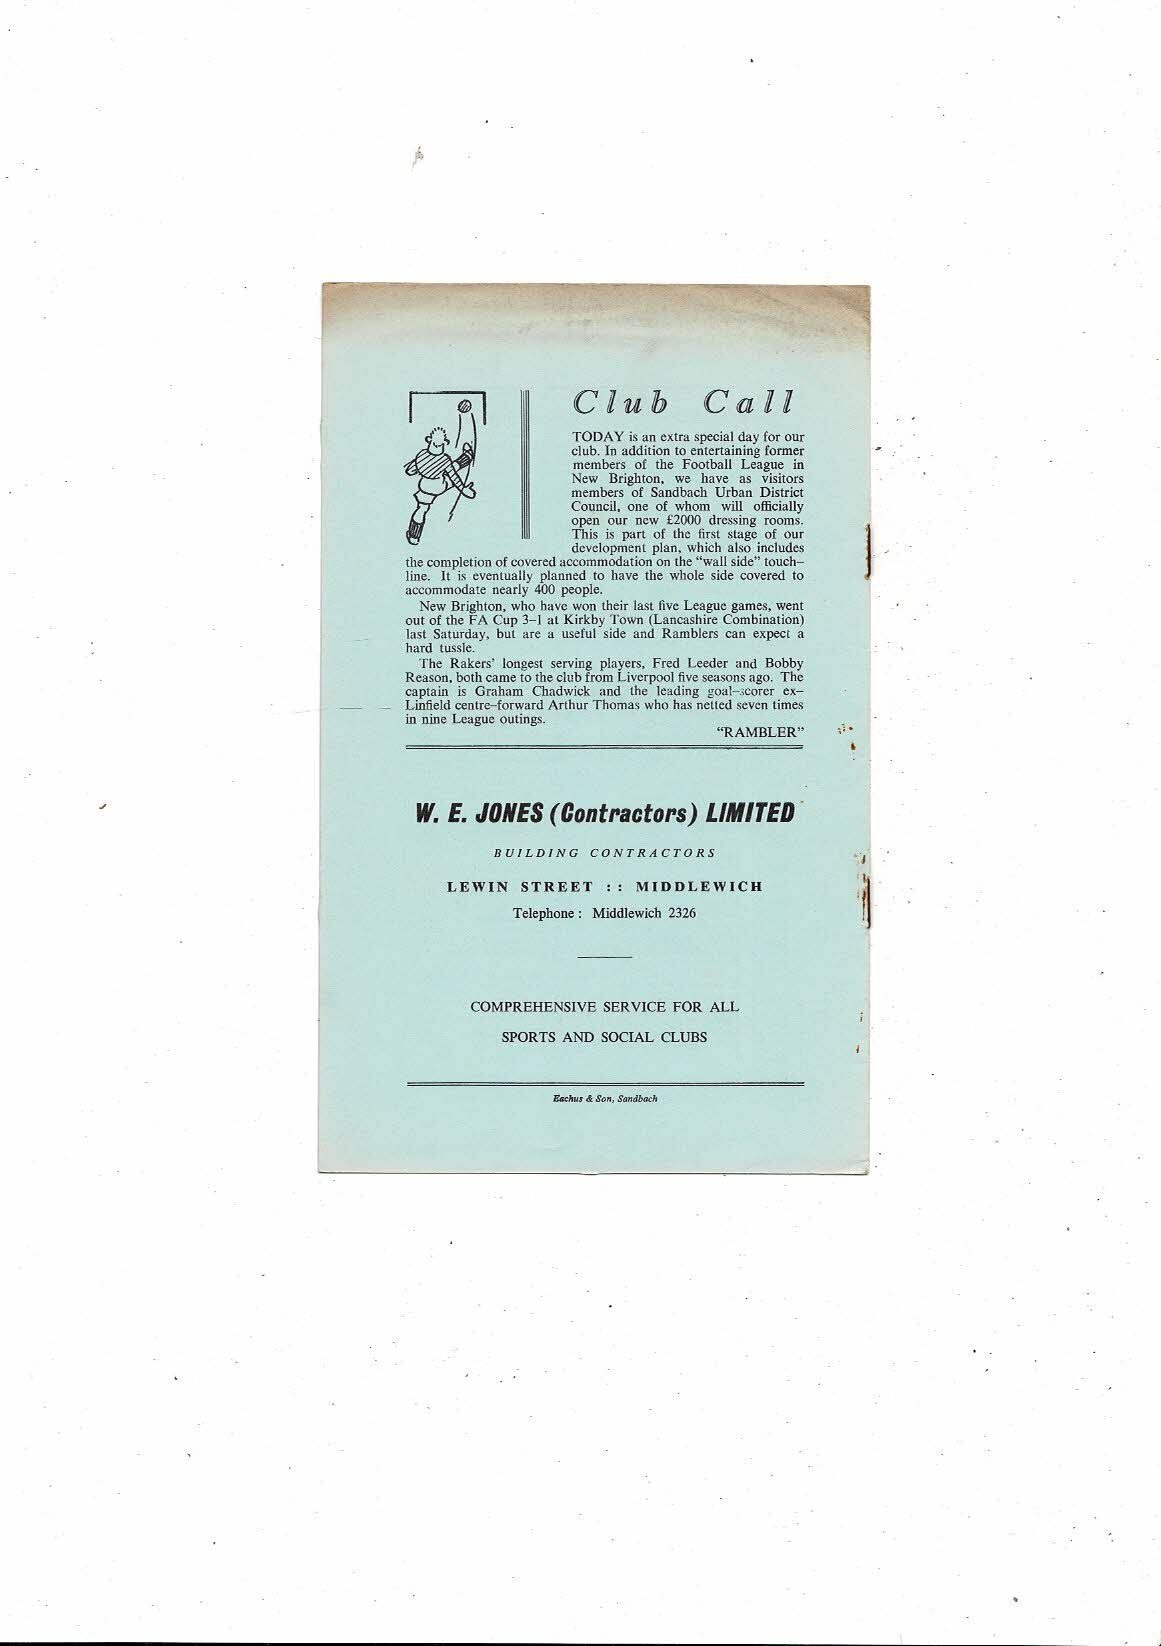 Club Call
TODAY is an extra special day for our
club. In addition to entertaining former
members of the Football League in
New Brighton, we have as visitors
members of Sandbach Urban District
Council, one of whom will officially
open our new £2000 dressing rooms.
This is part of the first stage of our
development plan, which also includes
the completion of covered accommodation on the “wall side” touch–
line. It is eventually planned to have the whole side covered to
accommodate nearly 400 people.
New Brighton, who have won their last five League games, went
out of the FA Cup 3–1 at Kirkby Town (Lancashire Combination)
last Saturday, but are a useful side and Ramblers can expect a
hard tussle.
The Rakers’ longest serving players, Fred Leeder and Bobby
Reason, both came to the club from Liverpool five seasons ago. The
captain is Graham Chadwick and the leading goal–scorer ex–
Linfield centre–forward Arthur Thomas who has netted seven times
in nine League outings.
“RAMBLER”
W. E. JONES (Contractors) LIMITED
BUILDING CONTRACTORS
LEWIN STREET :: MIDDLEWICH
Telephone : Middlewich 2326
COMPREHENSIVE SERVICE FOR ALL
SPORTS AND SOCIAL CLUBS
Eachus & Son, Sandbach